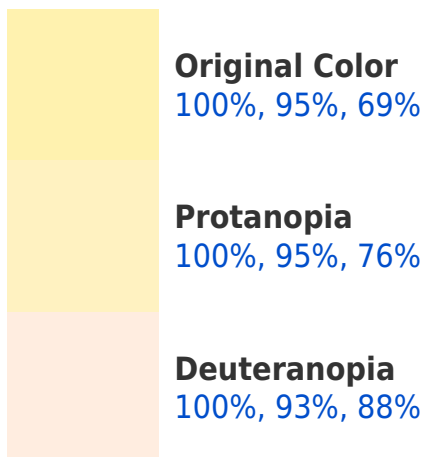 Original Color
100%, 95%, 69%
Protanopia
100%, 95%, 76%
Deuteranopia
100%, 93%, 88%